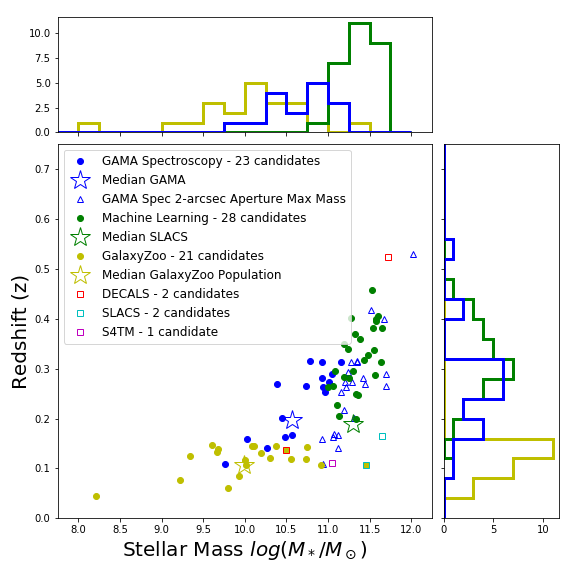 10.0
7.5
5.0
2.5
0.0
0.7
0.6
0.5
0.4
0.3
0.2
0.1
0.0
Redshift (z)
GAMA Spectroscopy - 23 candidates
Median GAMA
GAMA Spec 2-arcsec Aperture Max Mass
Machine Learning - 28 candidates
Median SLACS
GalaxyZoo - 21 candidates
Median GalaxyZoo Population
DECALS - 2 candidates
SLACS - 2 candidates
S4TM - 1 candidate
8.0 8.5 9.0 9.5 10.0 10.5 11.0 11.5 12.0
Stellar Mass log(M*/M⊙)
0 5 10